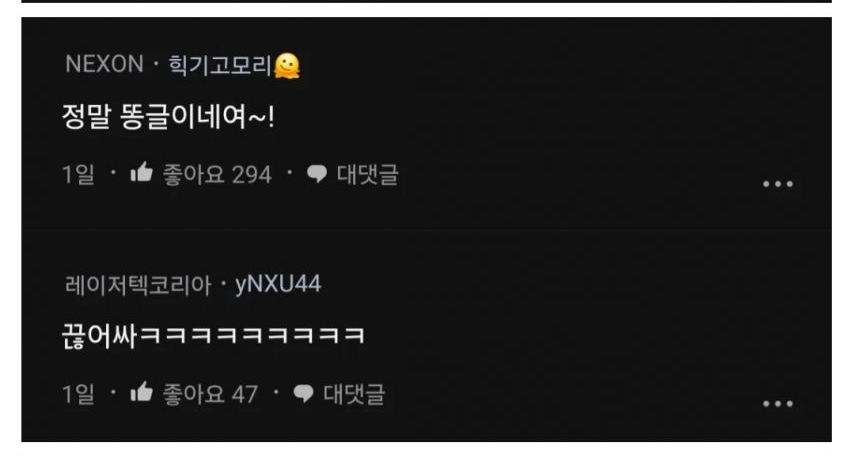 NEXON · 힉기고모리🫠
정말 똥글이네여~!
1일 · 좋아요 294 · 대댓글
레이저텍코리아 · yNXU44
끊어싸ㅋㅋㅋㅋㅋㅋㅋㅋㅋ
1일 · 좋아요 47 · 대댓글